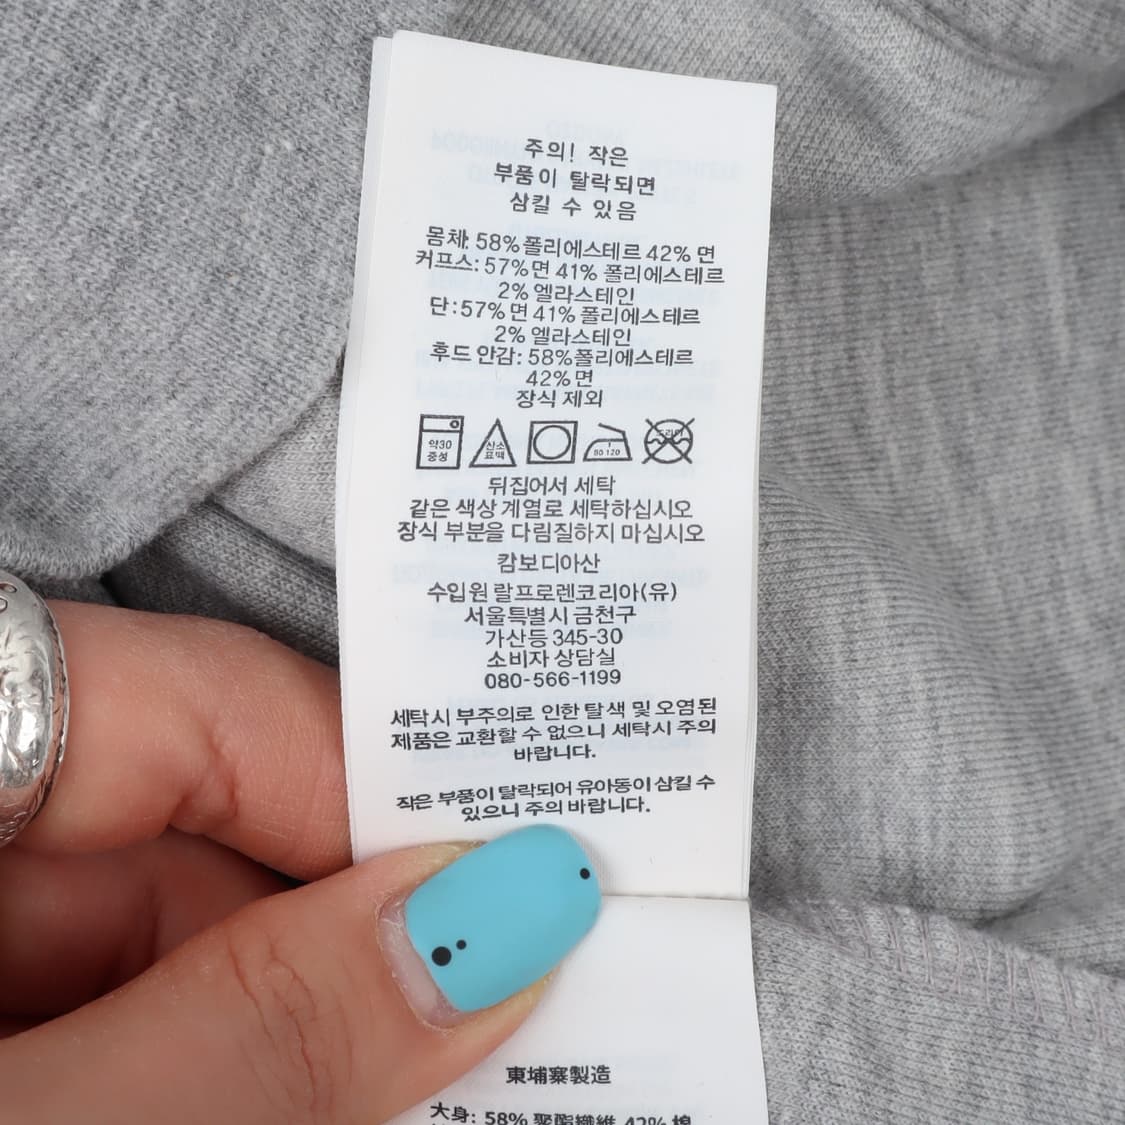 주의! 작은
부품이 탈락되면
삼킬 수 있음
몸체: 58% 폴리에스테르 42% 면
커프스: 57% 면 41% 폴리에스테르
2% 엘라스테인
단: 57% 면 41% 폴리에스테르
2% 엘라스테인
후드 안감: 58% 폴리에스테르
42% 면
장식 제외
약30 중성
산소 표백
80-120
드라이
뒤집어서 세탁
같은 색상 계열로 세탁하십시오
장식 부분을 다림질하지 마십시오
캄보디아산
수입원 랄프로렌코리아(유)
서울특별시 금천구
가산등 345-30
소비자 상담실
080-566-1199
세탁시 부주의로 인한 탈색 및 오염된
제품은 교환할 수 없으니 세탁시 주의
바랍니다.
작은 부품이 탈락되어 유아동이 삼킬 수
있으니 주의 바랍니다.
東埔寨製造
大身: 58% 聚酯纖維 42% 棉